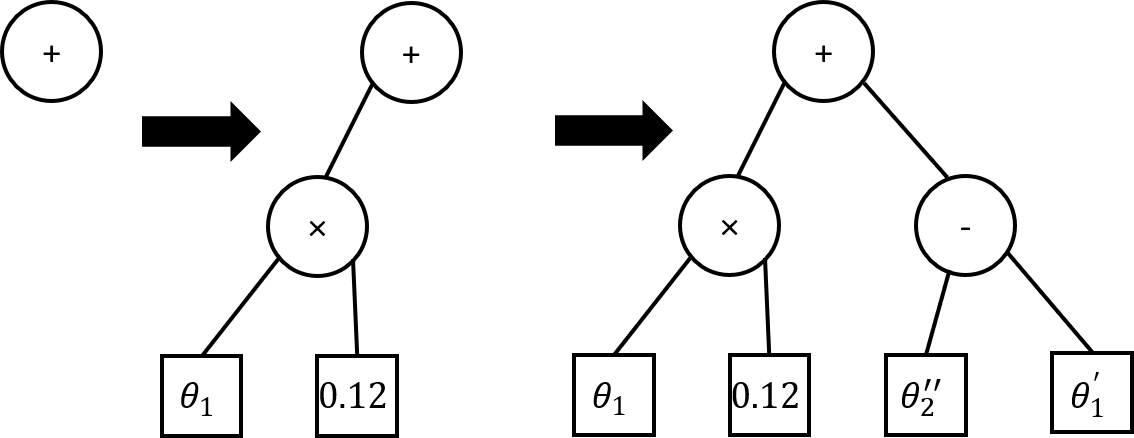 + + +
× × -
θ₁ 0.12 θ₁ 0.12 θ₂′′ θ₁′